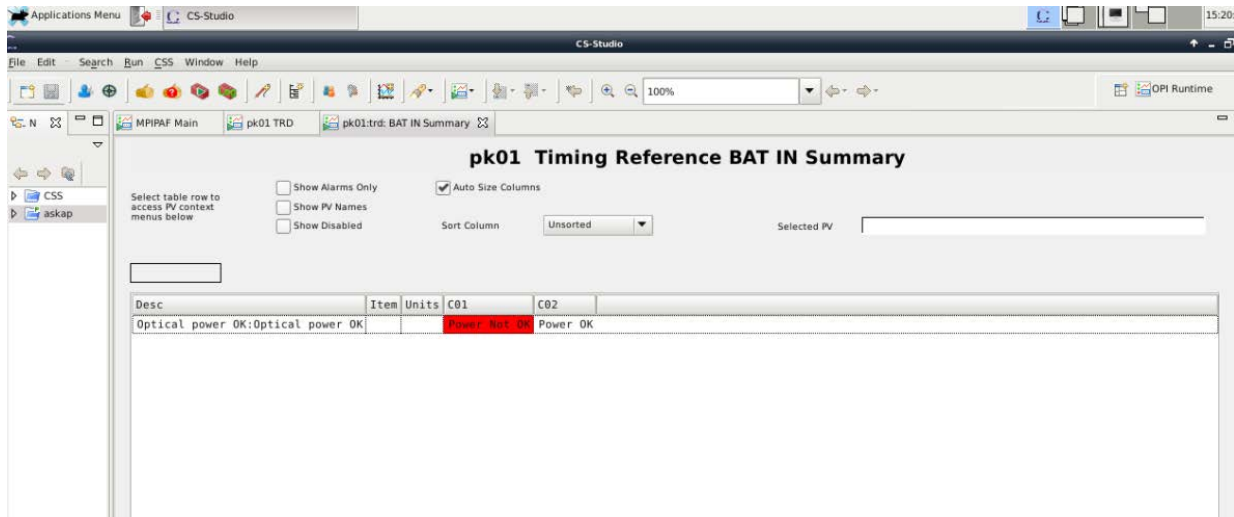 Applications Menu CS-Studio 15:20
CS-Studio
File Edit Search Run CSS Window Help
100% OPI Runtime
N MPIPAF Main pk01 TRD pk01:trd: BAT IN Summary
pk01 Timing Reference BAT IN Summary
CSS
askap
Select table row to
access PV context
menus below
Show Alarms Only
Show PV Names
Show Disabled
Auto Size Columns
Sort Column Unsorted Selected PV
Desc Item Units C01 C02
Optical power OK:Optical power OK Power Not OK Power OK